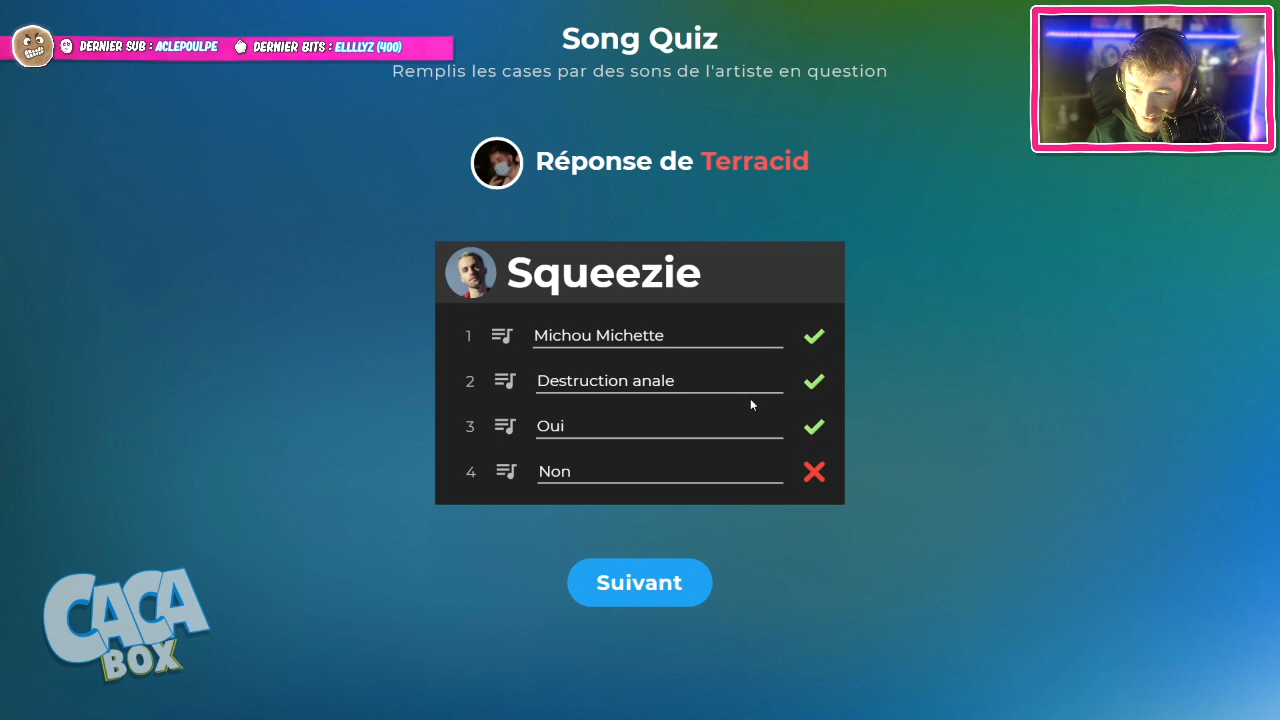 Song Quiz
DERNIER SUB : ACLEPOULPE DERNIER BITS : ELLLLYZ (400)
Remplis les cases par des sons de l'artiste en question
Réponse de Terracid
Squeezie
1 Michou Michette
2 Destruction anale
3 Oui
4 Non
Suivant
CACA
BOX